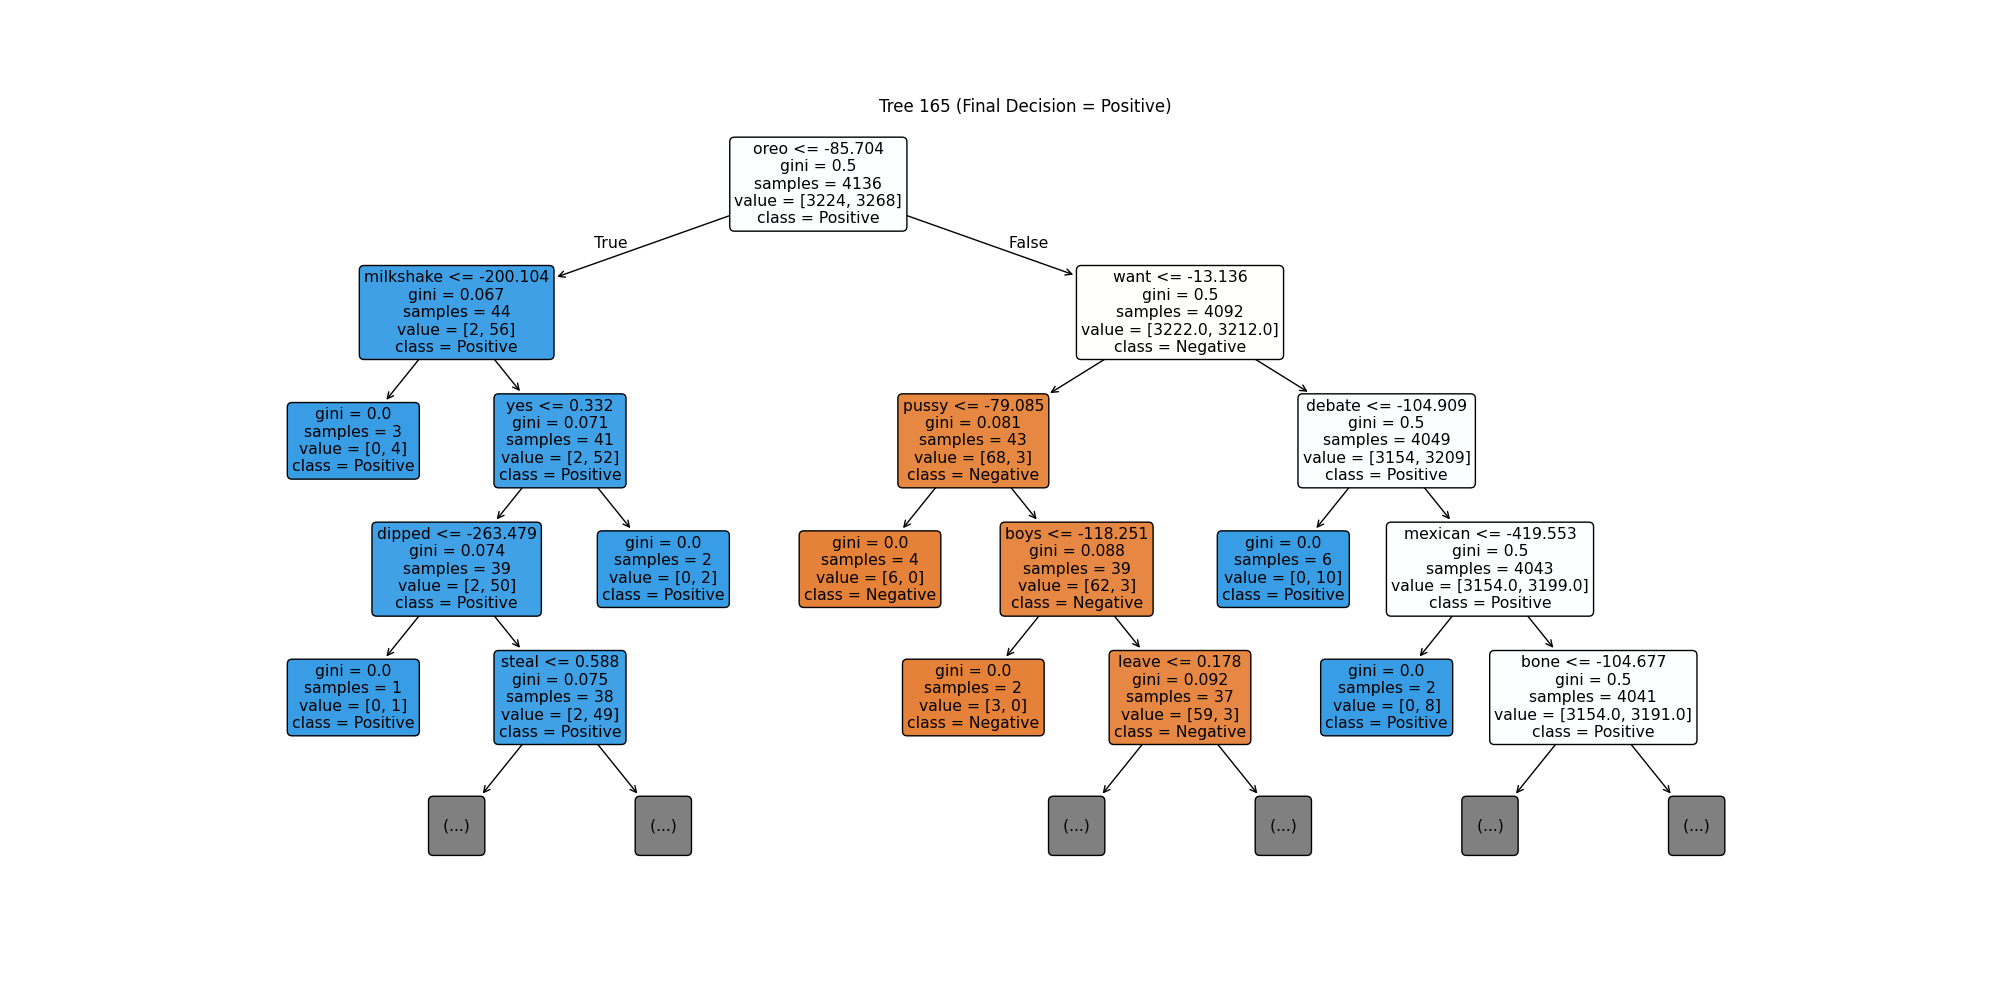 Tree 165 (Final Decision = Positive)
oreo <= -85.704
gini = 0.5
samples = 4136
value = [3224, 3268]
class = Positive
True
False
milkshake <= -200.104
gini = 0.067
samples = 44
value = [2, 56]
class = Positive
want <= -13.136
gini = 0.5
samples = 4092
value = [3222.0, 3212.0]
class = Negative
gini = 0.0
samples = 3
value = [0, 4]
class = Positive
yes <= 0.332
gini = 0.071
samples = 41
value = [2, 52]
class = Positive
pussy <= -79.085
gini = 0.081
samples = 43
value = [68, 3]
class = Negative
debate <= -104.909
gini = 0.5
samples = 4049
value = [3154, 3209]
class = Positive
dipped <= -263.479
gini = 0.074
samples = 39
value = [2, 50]
class = Positive
gini = 0.0
samples = 2
value = [0, 2]
class = Positive
gini = 0.0
samples = 4
value = [6, 0]
class = Negative
boys <= -118.251
gini = 0.088
samples = 39
value = [62, 3]
class = Negative
gini = 0.0
samples = 6
value = [0, 10]
class = Positive
mexican <= -419.553
gini = 0.5
samples = 4043
value = [3154.0, 3199.0]
class = Positive
gini = 0.0
samples = 1
value = [0, 1]
class = Positive
steal <= 0.588
gini = 0.075
samples = 38
value = [2, 49]
class = Positive
gini = 0.0
samples = 2
value = [3, 0]
class = Negative
leave <= 0.178
gini = 0.092
samples = 37
value = [59, 3]
class = Negative
gini = 0.0
samples = 2
value = [0, 8]
class = Positive
bone <= -104.677
gini = 0.5
samples = 4041
value = [3154.0, 3191.0]
class = Positive
(...)
(...)
(...)
(...)
(...)
(...)